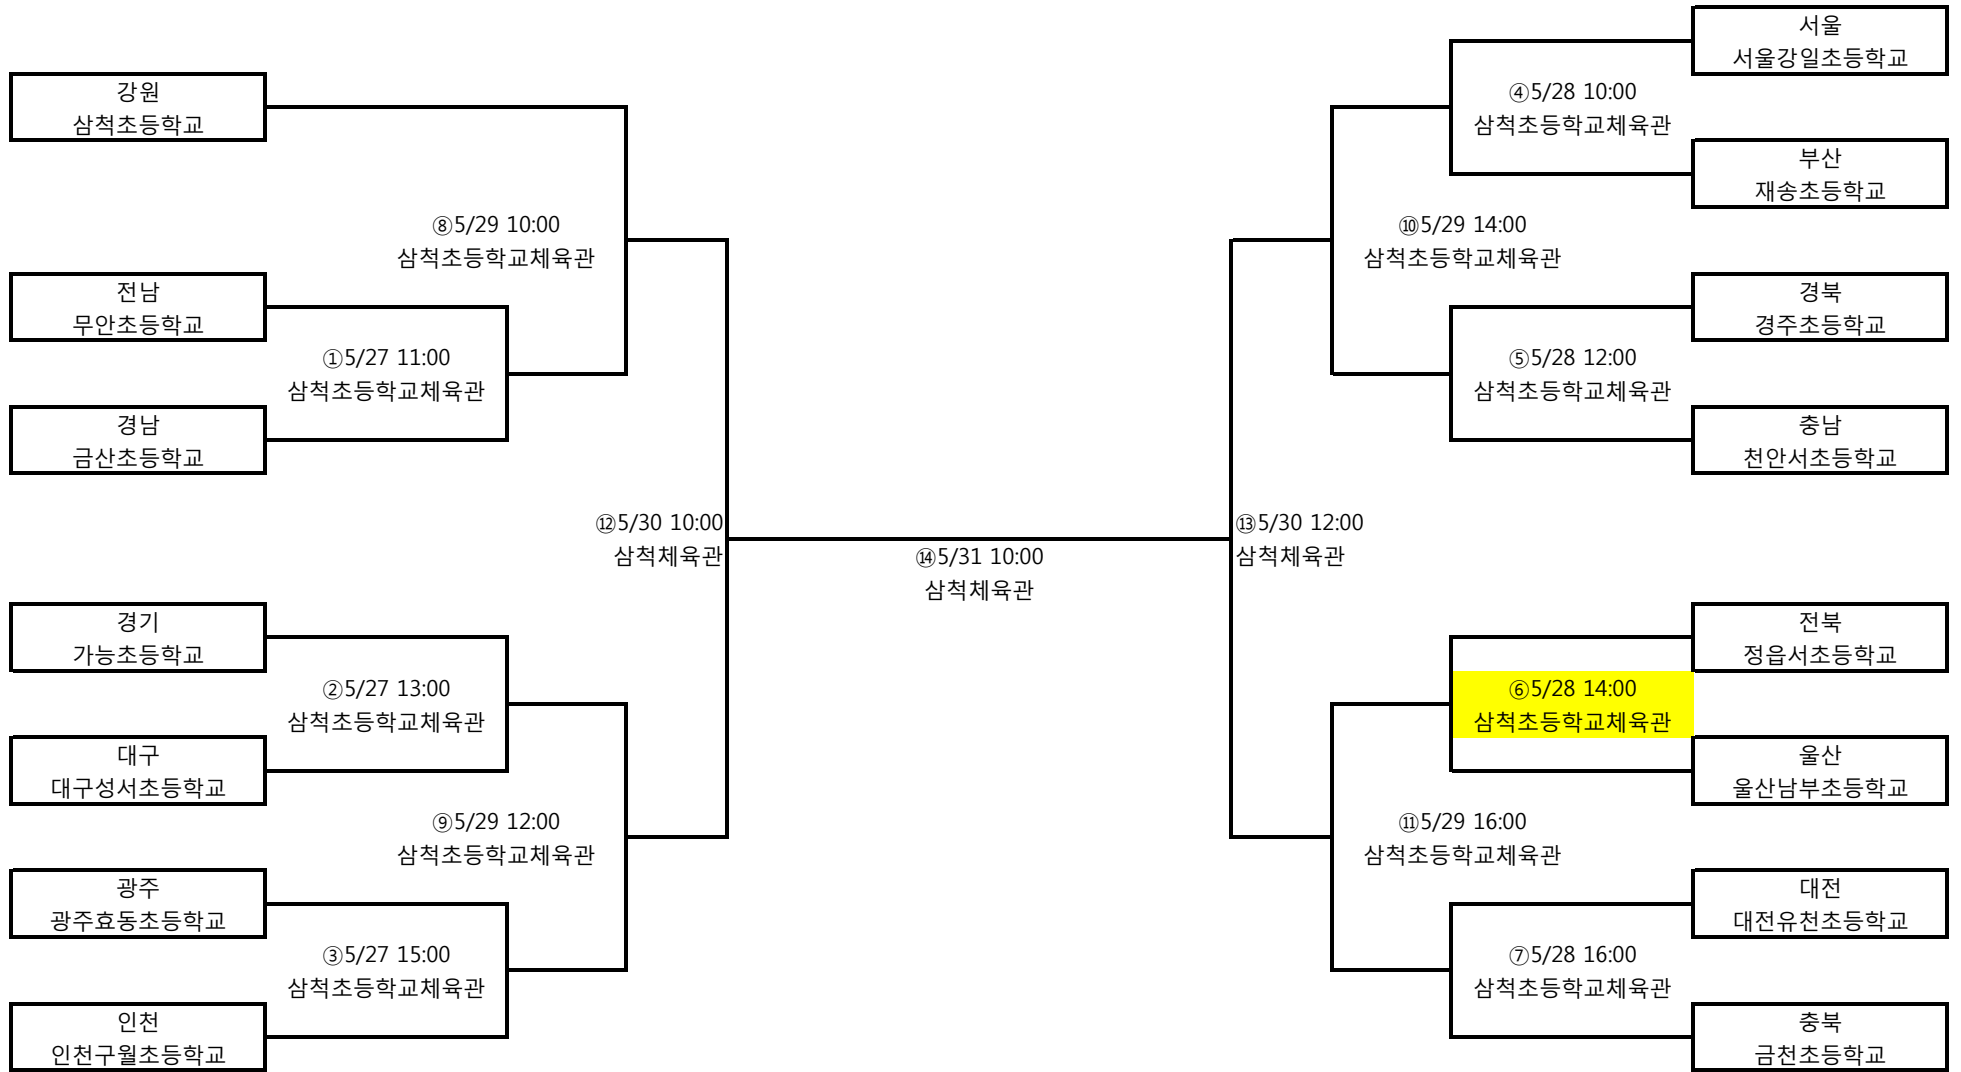 서울
서울강일초등학교
강원
삼척초등학교
④5/28 10:00
삼척초등학교체육관
부산
재송초등학교
⑧5/29 10:00
삼척초등학교체육관
⑩5/29 14:00
삼척초등학교체육관
전남
무안초등학교
경북
경주초등학교
①5/27 11:00
삼척초등학교체육관
⑤5/28 12:00
삼척초등학교체육관
경남
금산초등학교
충남
천안서초등학교
⑫5/30 10:00
삼척체육관
⑭5/31 10:00
삼척체육관
⑬5/30 12:00
삼척체육관
경기
가능초등학교
전북
정읍서초등학교
②5/27 13:00
삼척초등학교체육관
⑥5/28 14:00
삼척초등학교체육관
대구
대구성서초등학교
울산
울산남부초등학교
⑨5/29 12:00
삼척초등학교체육관
⑪5/29 16:00
삼척초등학교체육관
광주
광주효동초등학교
대전
대전유천초등학교
③5/27 15:00
삼척초등학교체육관
⑦5/28 16:00
삼척초등학교체육관
인천
인천구월초등학교
충북
금천초등학교